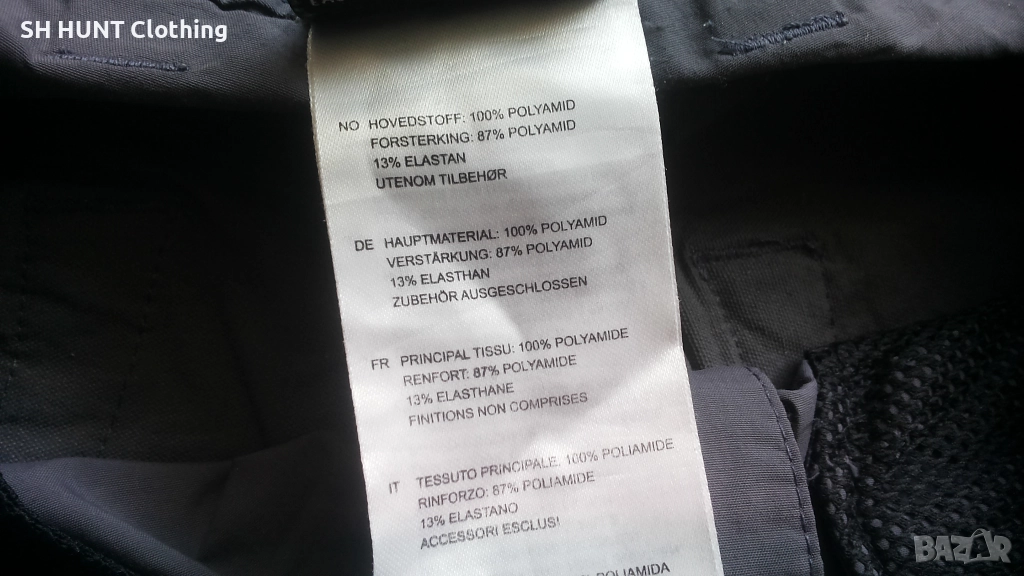 SH HUNT Clothing
NO HOVEDSTOFF: 100% POLYAMID
FORSTERKING: 87% POLYAMID
13% ELASTAN
UTENOM TILBEHØR
DE HAUPTMATERIAL: 100% POLYAMID
VERSTÄRKUNG: 87% POLYAMID
13% ELASTHAN
ZUBEHÖR AUSGESCHLOSSEN
FR PRINCIPAL TISSU: 100% POLYAMIDE
RENFORT: 87% POLYAMIDE
13% ELASTHANE
FINITIONS NON COMPRISES
IT TESSUTO PRINCIPALE: 100% POLIAMIDE
RINFORZO: 87% POLIAMIDE
13% ELASTANO
ACCESSORI ESCLUSI
POLIAMIDA
BAZAR